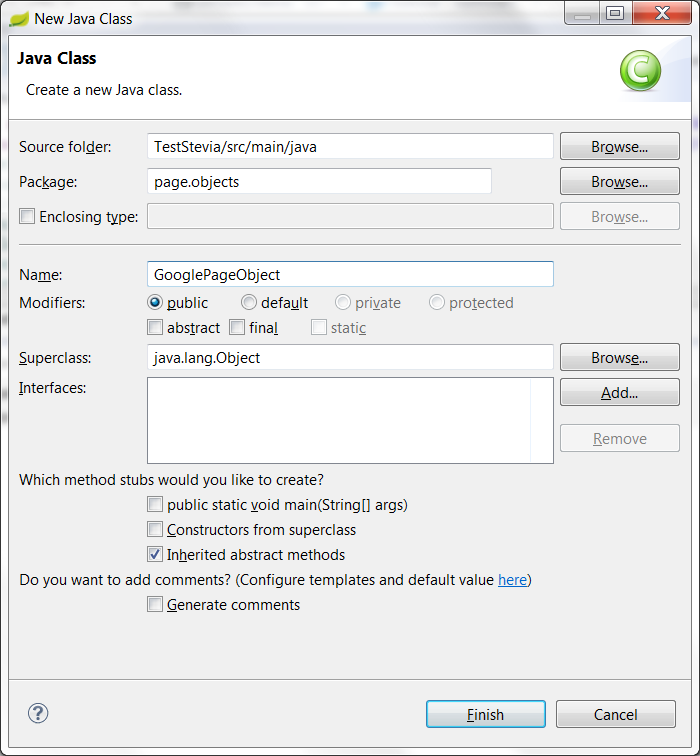 New Java Class
Java Class
Create a new Java class.
C
Source folder: TestStevia/src/main/java Browse...
Package: page.objects Browse...
Enclosing type: Browse...
Name: GooglePageObject
Modifiers: public default private protected
abstract final static
Superclass: java.lang.Object Browse...
Interfaces: Add...
Remove
Which method stubs would you like to create?
public static void main(String[] args)
Constructors from superclass
Inherited abstract methods
Do you want to add comments? (Configure templates and default value here)
Generate comments
? Finish Cancel